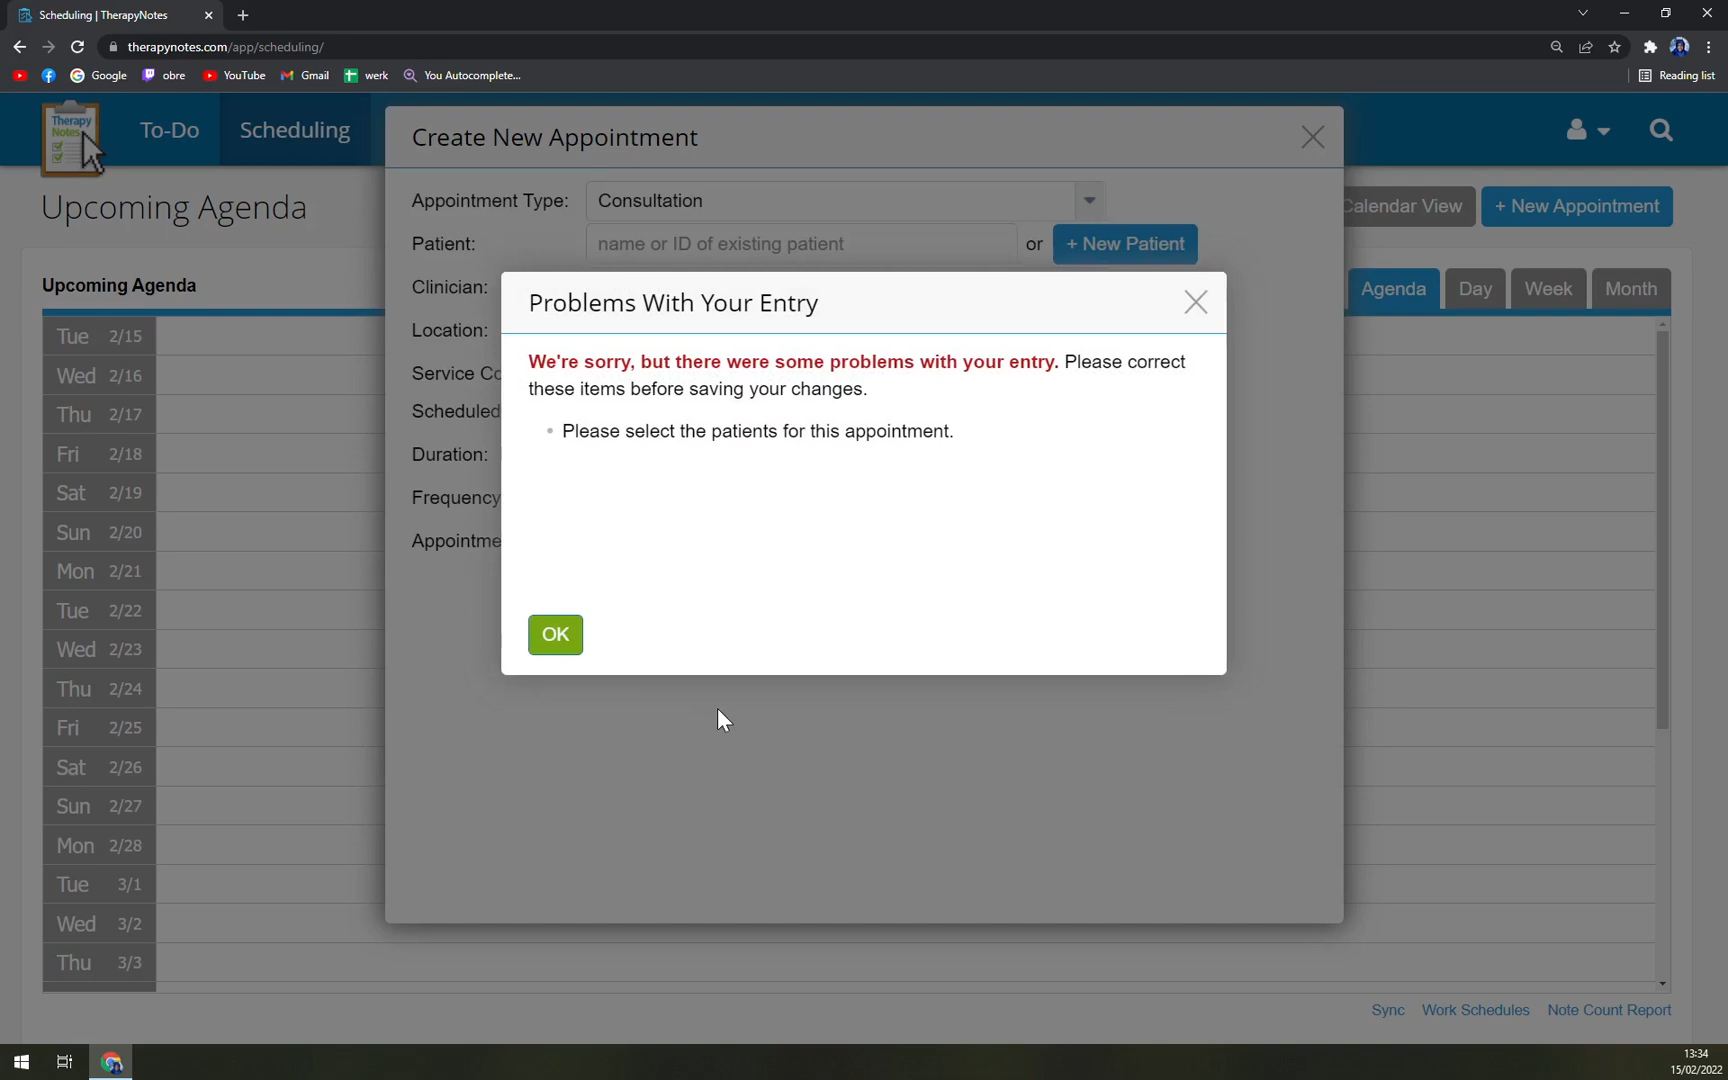 Scheduling | TherapyNotes
therapynotes.com/app/scheduling/
Google obre YouTube Gmail werk You Autocomplete... Reading list
Therapy
Notes
To-Do Scheduling
Create New Appointment
Upcoming Agenda
Calendar View + New Appointment
Appointment Type: Consultation
Patient: name or ID of existing patient or + New Patient
Upcoming Agenda
Agenda Day Week Month
Clinician:
Location:
Service Co
Scheduled
Duration:
Frequency
Appointme
Problems With Your Entry
We're sorry, but there were some problems with your entry. Please correct
these items before saving your changes.
• Please select the patients for this appointment.
OK
Tue 2/15
Wed 2/16
Thu 2/17
Fri 2/18
Sat 2/19
Sun 2/20
Mon 2/21
Tue 2/22
Wed 2/23
Thu 2/24
Fri 2/25
Sat 2/26
Sun 2/27
Mon 2/28
Tue 3/1
Wed 3/2
Thu 3/3
Sync Work Schedules Note Count Report
13:34
15/02/2022